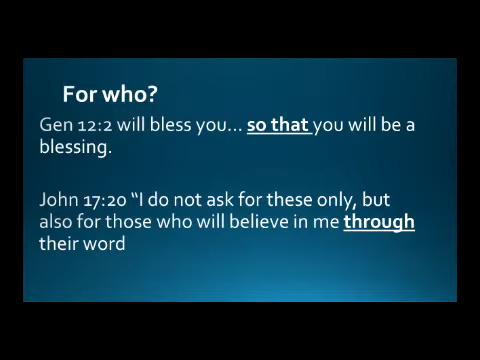 For who?
Gen 12:2 will bless you... so that you will be a
blessing.
John 17:20 “I do not ask for these only, but
also for those who will believe in me through
their word